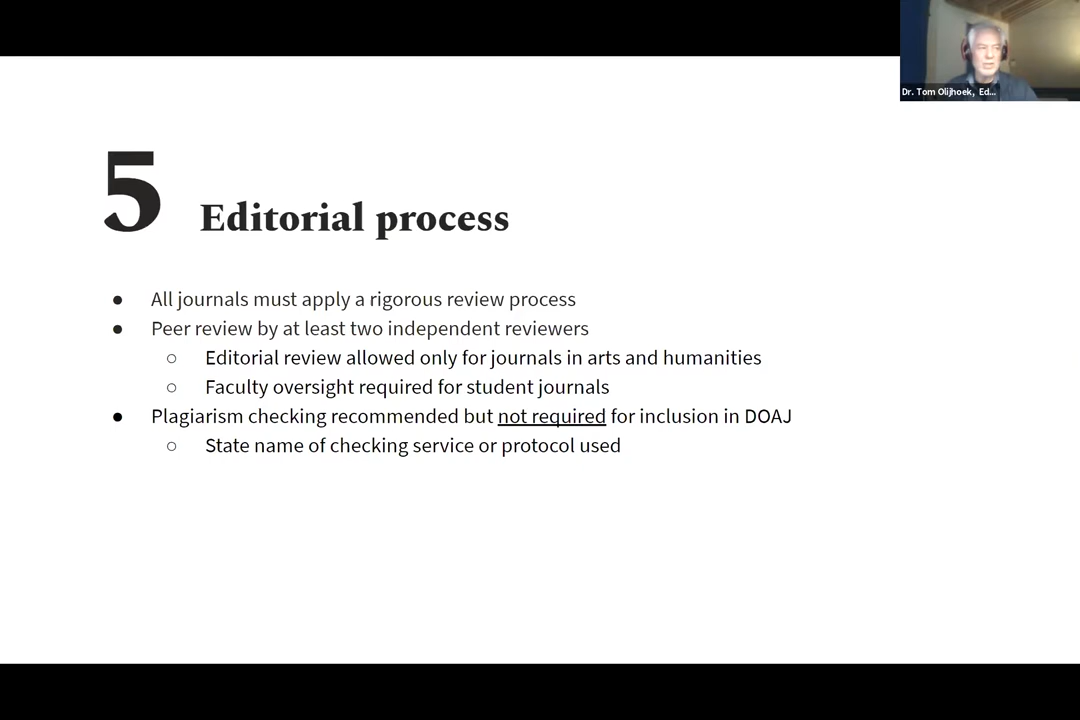 Dr. Tom Olijhoek, Ed...
5 Editorial process
● All journals must apply a rigorous review process
● Peer review by at least two independent reviewers
○ Editorial review allowed only for journals in arts and humanities
○ Faculty oversight required for student journals
● Plagiarism checking recommended but not required for inclusion in DOAJ
○ State name of checking service or protocol used